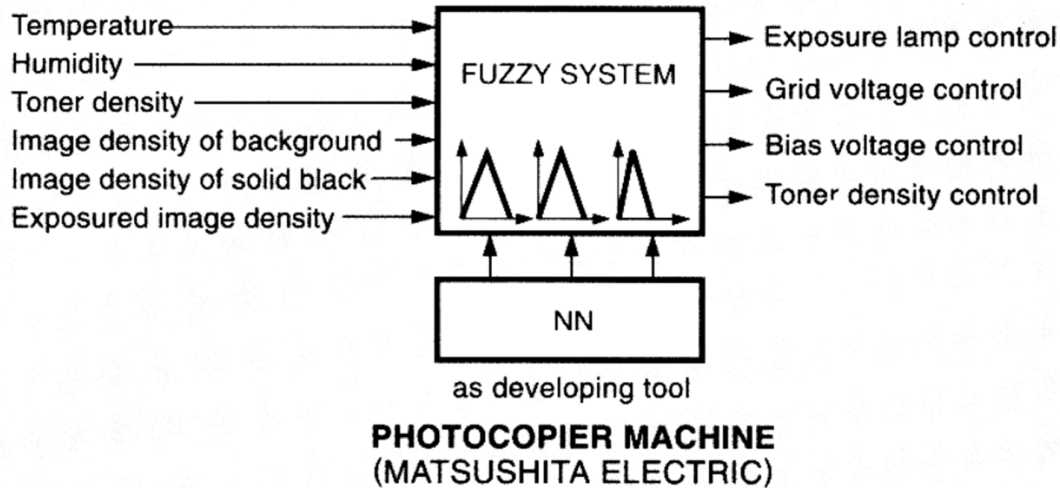 Temperature
Humidity
Toner density
Image density of background
Image density of solid black
Exposured image density
FUZZY SYSTEM
Exposure lamp control
Grid voltage control
Bias voltage control
Toner density control
NN
as developing tool
PHOTOCOPIER MACHINE
(MATSUSHITA ELECTRIC)